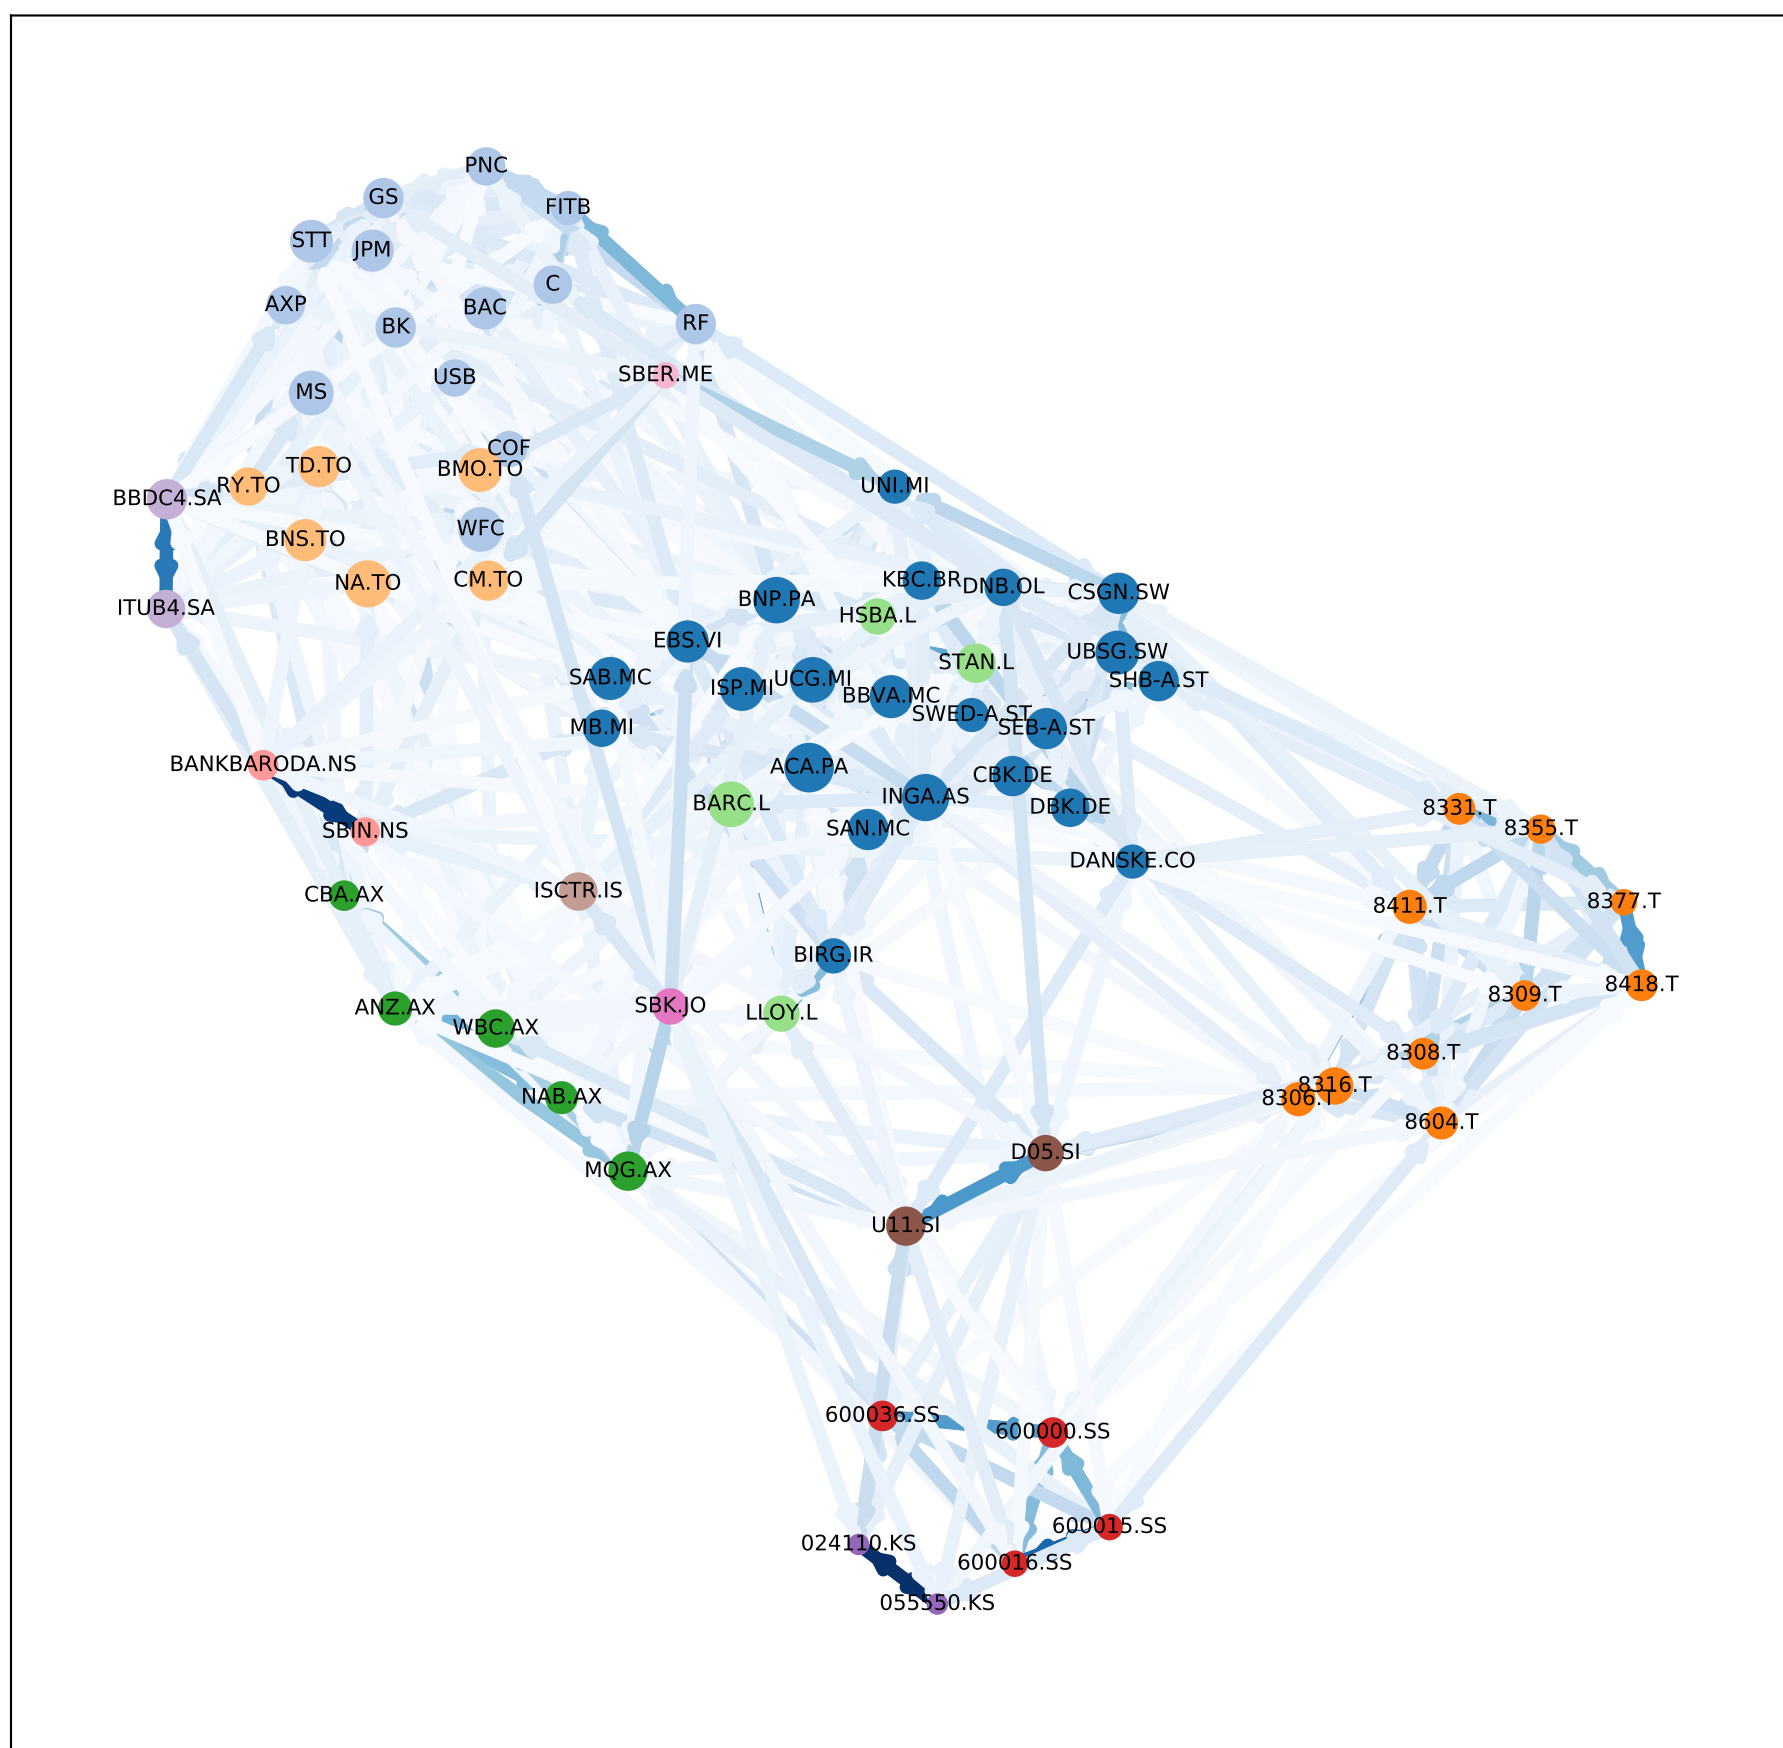 PNC
GS
FITB
STT
JPM
C
AXP
BAC
BK
RF
SBER.ME
USB
MS
COF
TD.TO
BMO.TO
RY.TO
UNI.MI
BBDC4.SA
WFC
BNS.TO
NA.TO
CM.TO
KBC.BR
DNB.OL
CSGN.SW
BNP.PA
ITUB4.SA
HSBA.L
EBS.VI
UBSG.SW
STAN.L
SAB.MC
UCG.MI
SHB-A.ST
ISP.MI
BBVA.MC
SWED-A.ST
MB.MI
SEB-A.ST
BANKBARODA.NS
ACA.PA
CBK.DE
INGA.AS
BARC.L
DBK.DE
8331.T
SBIN.NS
SAN.MC
8355.T
DANSKE.CO
ISCTR.IS
CBA.AX
8377.T
8411.T
BIRG.IR
8418.T
8309.T
ANZ.AX
SBK.JO
LLOY.L
WBC.AX
8308.T
8316.T
NAB.AX
8306.T
8604.T
D05.SI
MQG.AX
U11.SI
600036.SS
600000.SS
600015.SS
024110.KS
600016.SS
055550.KS